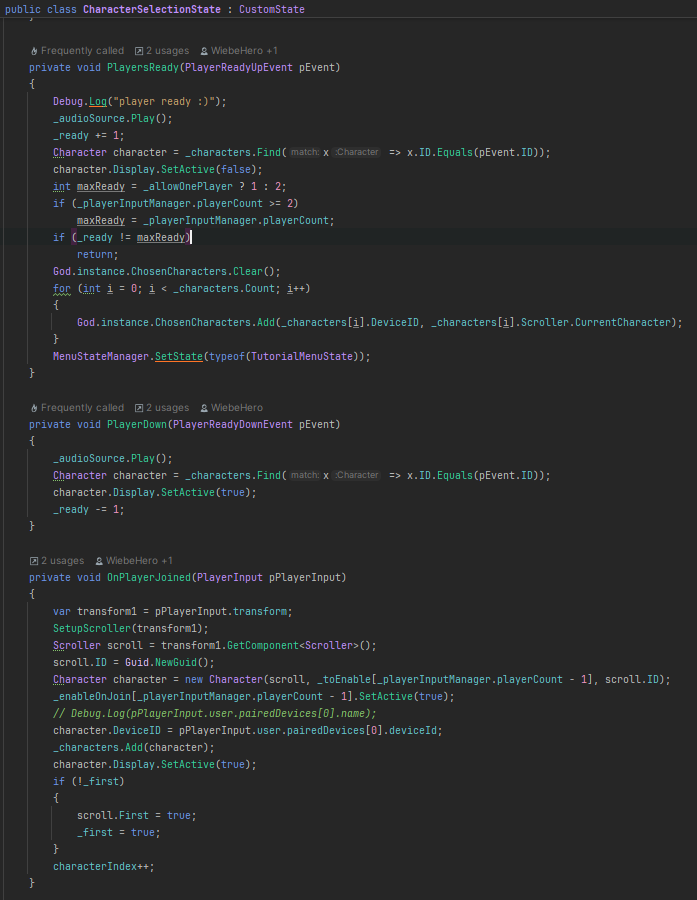 public class CharacterSelectionState : CustomState
}
Frequently called 2 usages WiebeHero +1
private void PlayersReady(PlayerReadyUpEvent pEvent)
{
Debug.Log("player ready :)");
_audioSource.Play();
_ready += 1;
Character character = _characters.Find( match: x :Character => x.ID.Equals(pEvent.ID));
character.Display.SetActive(false);
int maxReady = _allowOnePlayer ? 1 : 2;
if (_playerInputManager.playerCount >= 2)
maxReady = _playerInputManager.playerCount;
if (_ready != maxReady)
return;
God.instance.ChosenCharacters.Clear();
for (int i = 0; i < _characters.Count; i++)
{
God.instance.ChosenCharacters.Add(_characters[i].DeviceID, _characters[i].Scroller.CurrentCharacter);
}
MenuStateManager.SetState(typeof(TutorialMenuState));
}
Frequently called 2 usages WiebeHero
private void PlayerDown(PlayerReadyDownEvent pEvent)
{
_audioSource.Play();
Character character = _characters.Find( match: x :Character => x.ID.Equals(pEvent.ID));
character.Display.SetActive(true);
_ready -= 1;
}
2 usages WiebeHero +1
private void OnPlayerJoined(PlayerInput pPlayerInput)
{
var transform1 = pPlayerInput.transform;
SetupScroller(transform1);
Scroller scroll = transform1.GetComponent<Scroller>();
scroll.ID = Guid.NewGuid();
Character character = new Character(scroll, _toEnable[_playerInputManager.playerCount - 1], scroll.ID);
_enableOnJoin[_playerInputManager.playerCount - 1].SetActive(true);
// Debug.Log(pPlayerInput.user.pairedDevices[0].name);
character.DeviceID = pPlayerInput.user.pairedDevices[0].deviceId;
_characters.Add(character);
character.Display.SetActive(true);
if (!_first)
{
scroll.First = true;
_first = true;
}
characterIndex++;
}